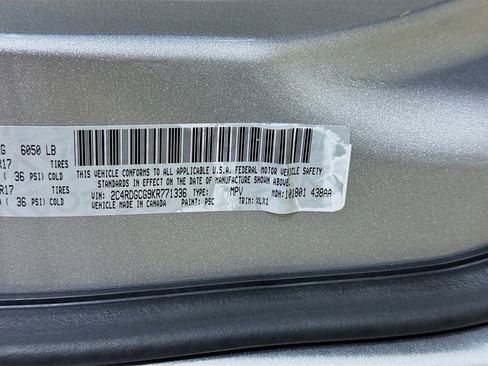 G 6050 LB
R17 TIRES
( 36 PSI) COLD
R17 TIRES
A ( 36 PSI) COLD
THIS VEHICLE CONFORMS TO ALL APPLICABLE U.S.A. FEDERAL MOTOR VEHICLE SAFETY
STANDARDS IN EFFECT ON THE DATE OF MANUFACTURE SHOWN ABOVE.
VIN: 2C4RDGCG9KR771336 TYPE: MPV MDH: 101801 438AA
VEHICLE MADE IN CANADA PAINT: PSC TRIM: XLX1